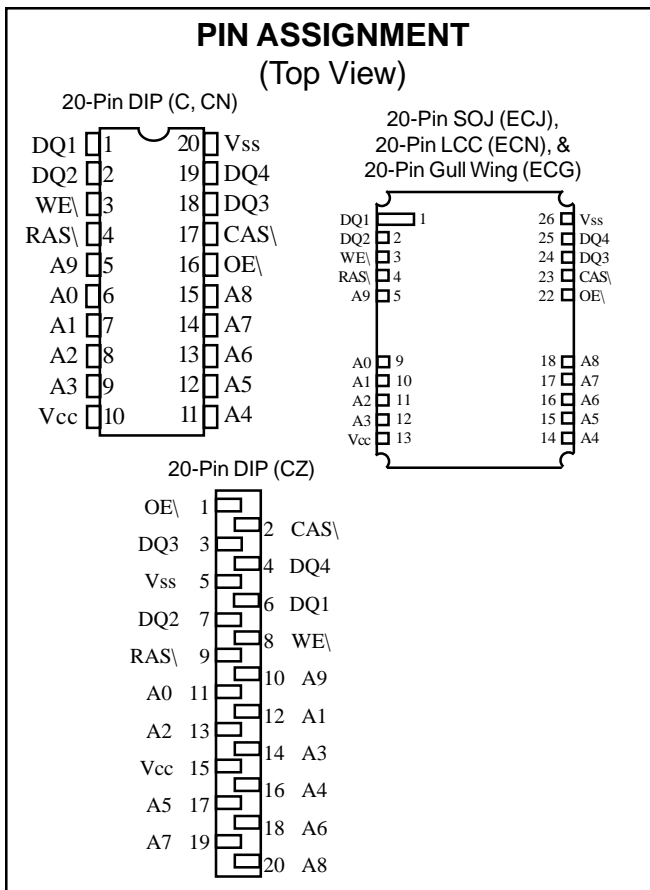 PIN ASSIGNMENT
(Top View)
20-Pin DIP (C, CN)
DQ1 1 20 Vss
DQ2 2 19 DQ4
WE\ 3 18 DQ3
RAS\ 4 17 CAS\
A9 5 16 OE\
A0 6 15 A8
A1 7 14 A7
A2 8 13 A6
A3 9 12 A5
Vcc 10 11 A4
20-Pin SOJ (ECJ),
20-Pin LCC (ECN), &
20-Pin Gull Wing (ECG)
DQ1 1 26 Vss
DQ2 2 25 DQ4
WE\ 3 24 DQ3
RAS\ 4 23 CAS\
A9 5 22 OE\
A0 9 18 A8
A1 10 17 A7
A2 11 16 A6
A3 12 15 A5
Vcc 13 14 A4
20-Pin DIP (CZ)
OE\ 1
2 CAS\
DQ3 3
4 DQ4
Vss 5
6 DQ1
DQ2 7
8 WE\
RAS\ 9
10 A9
A0 11
12 A1
A2 13
14 A3
Vcc 15
16 A4
A5 17
18 A6
A7 19
20 A8